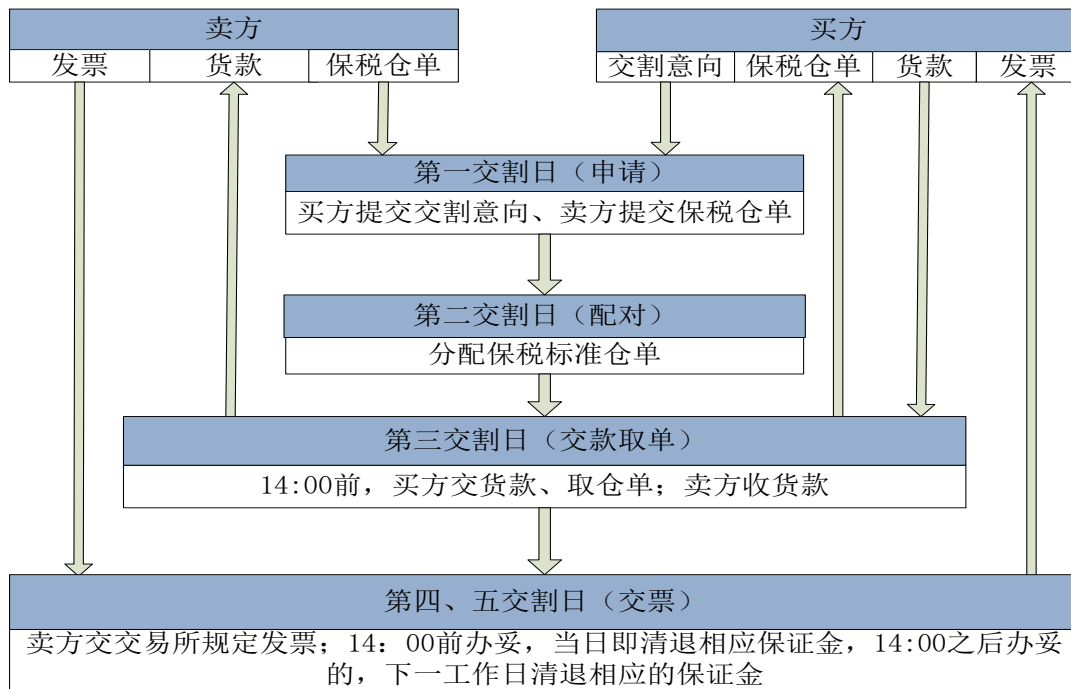 卖方
买方
发票 货款 保税仓单
交割意向 保税仓单 货款 发票
第一交割日（申请）
买方提交交割意向、卖方提交保税仓单
第二交割日（配对）
分配保税标准仓单
第三交割日（交款取单）
14:00前，买方交货款、取仓单；卖方收货款
第四、五交割日（交票）
卖方交交易所规定发票；14：00前办妥，当日即清退相应保证金，14:00之后办妥
的，下一工作日清退相应的保证金